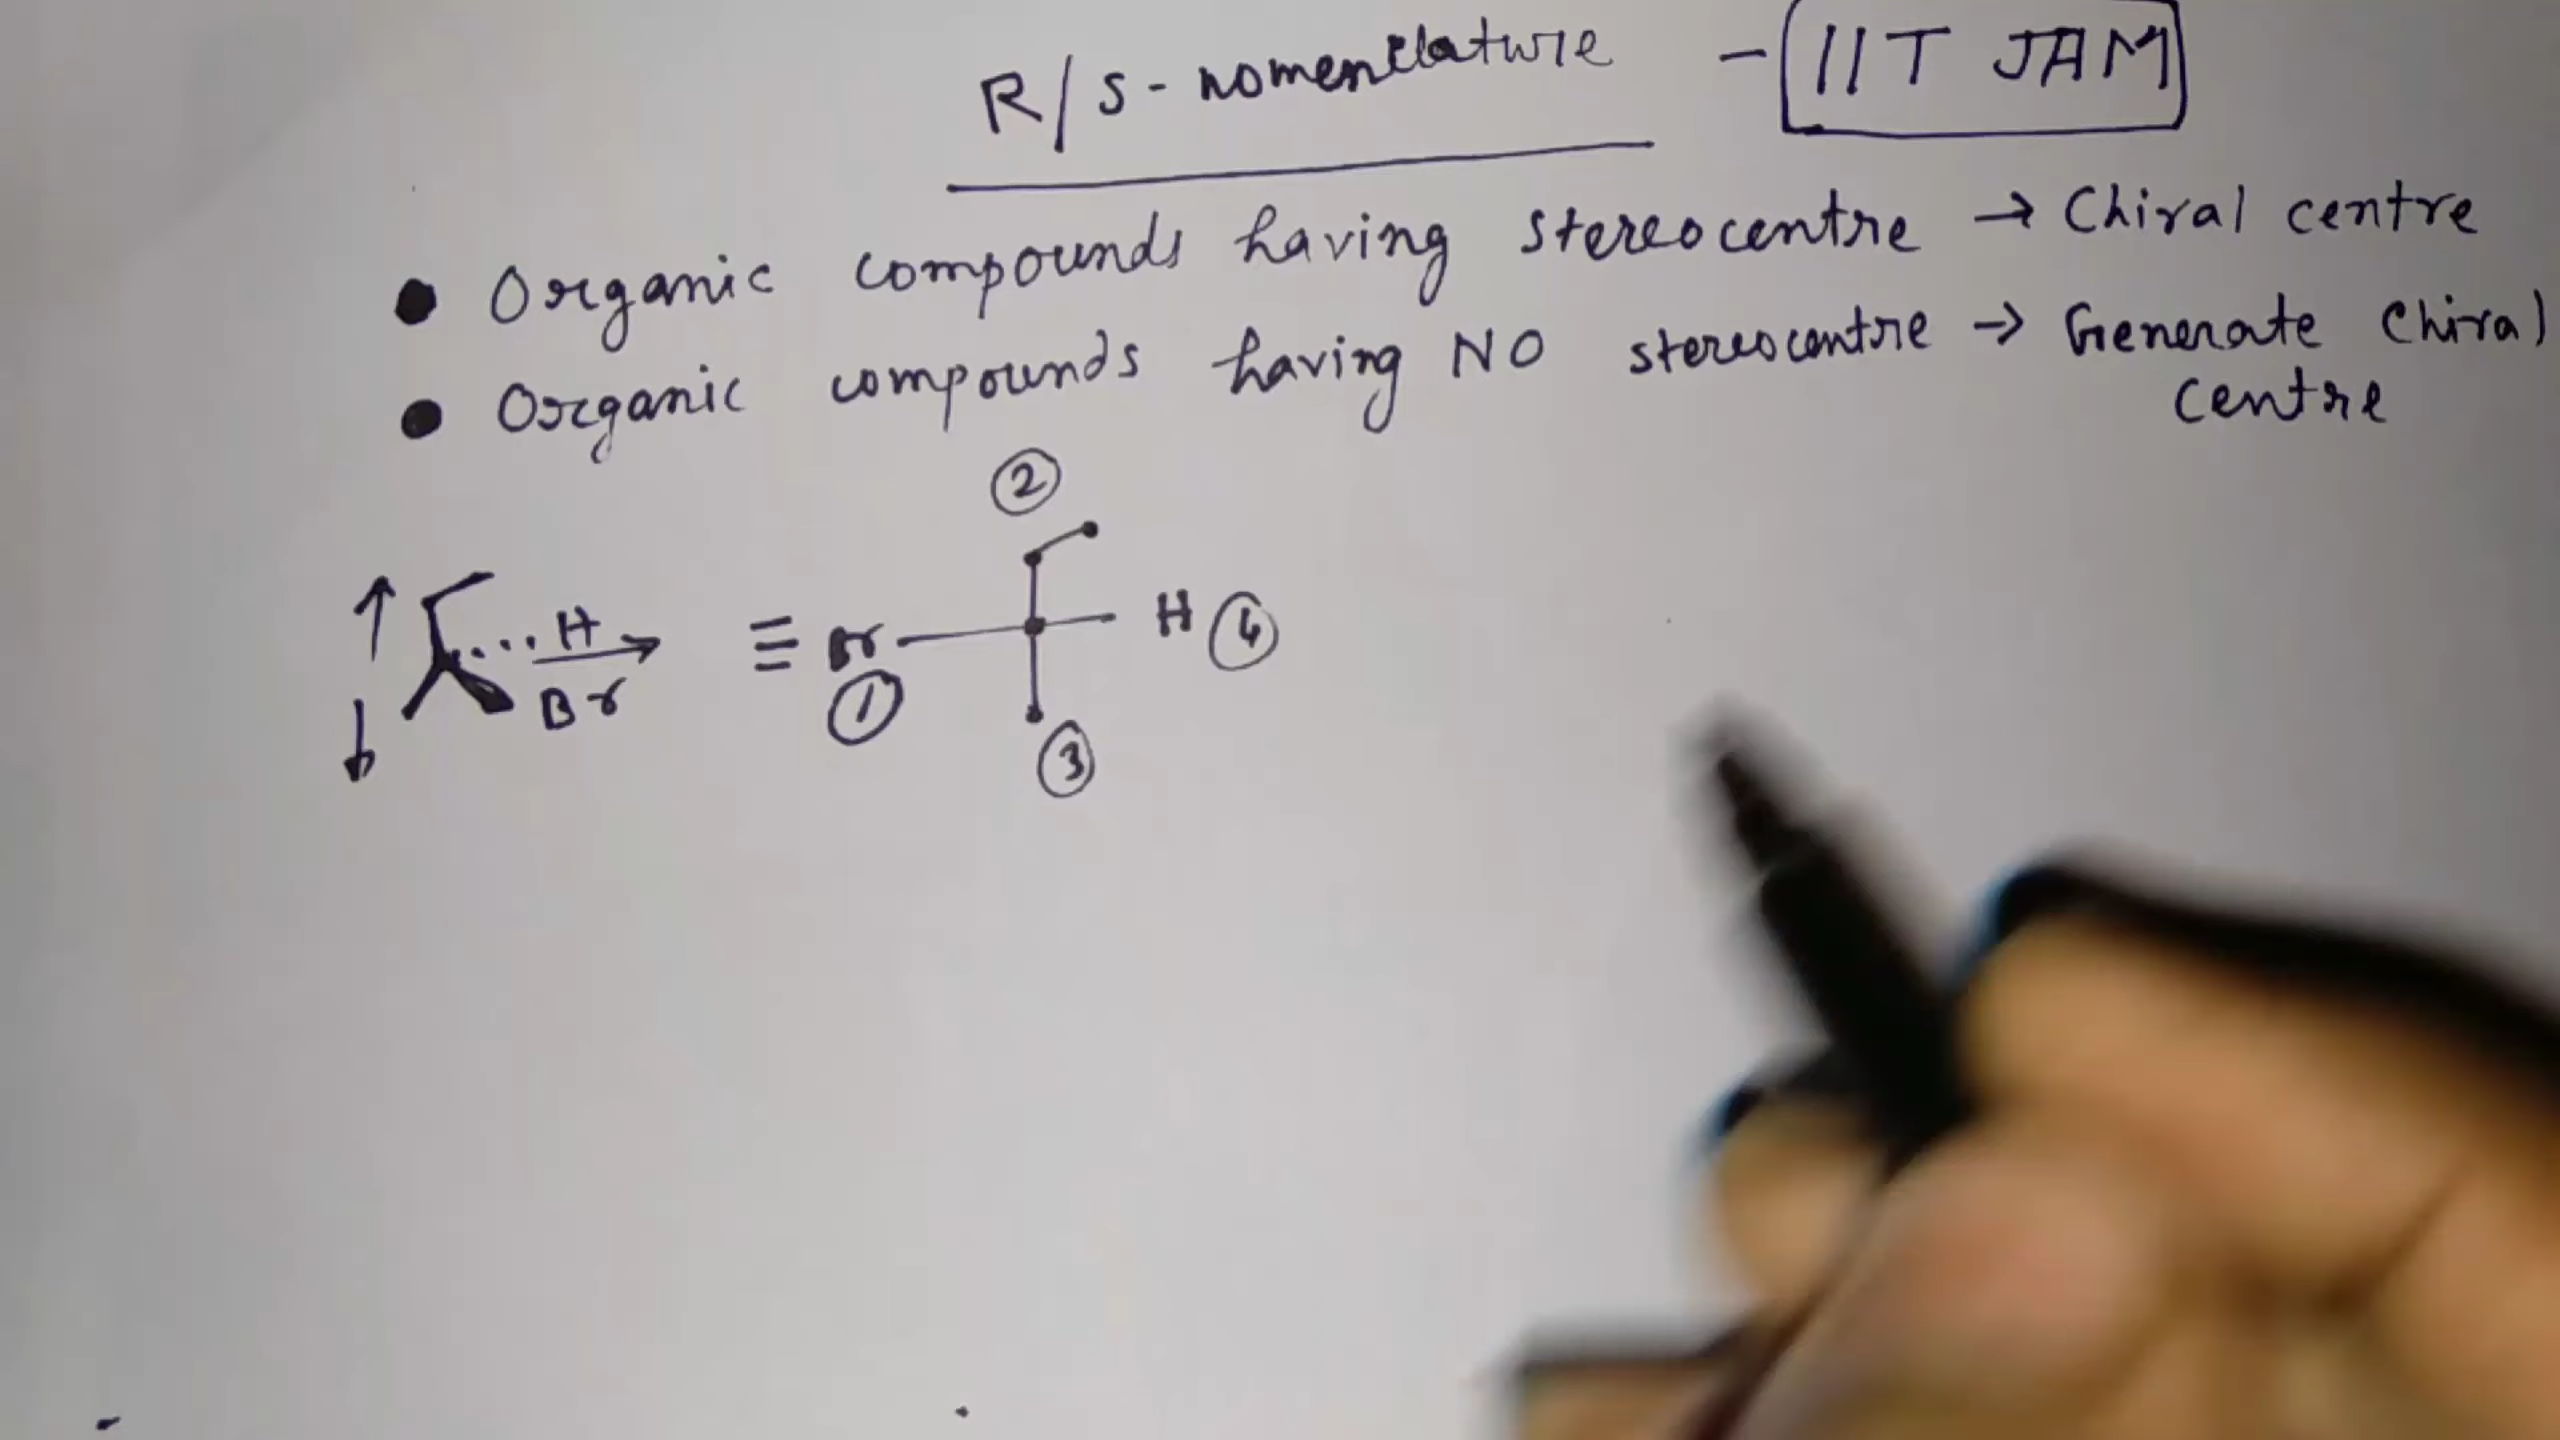 R/S- nomenclature - IIT JAM
● Organic compounds having stereocentre → Chiral centre
● Organic compounds having NO stereocentre → Generate Chiral
centre
②
H
≡ Br H ④
Br
①
③